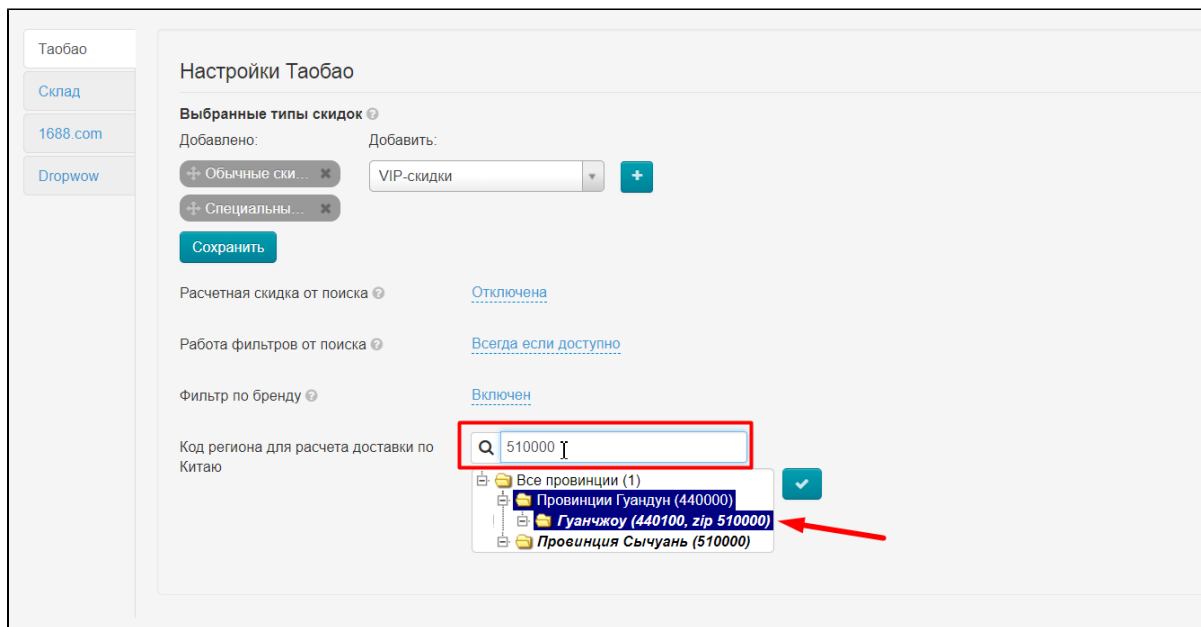 Таобао
Склад
1688.com
Dropwow
Настройки Таобао
Выбранные типы скидок
Добавлено:
Добавить:
Обычные ски...
VIP-скидки
Специальны...
Сохранить
Расчетная скидка от поиска
Отключена
Работа фильтров от поиска
Всегда если доступно
Фильтр по бренду
Включен
Код региона для расчета доставки по
Китаю
510000
Все провинции (1)
Провинции Гуандун (440000)
Гуанчжоу (440100, zip 510000)
Провинция Сычуань (510000)